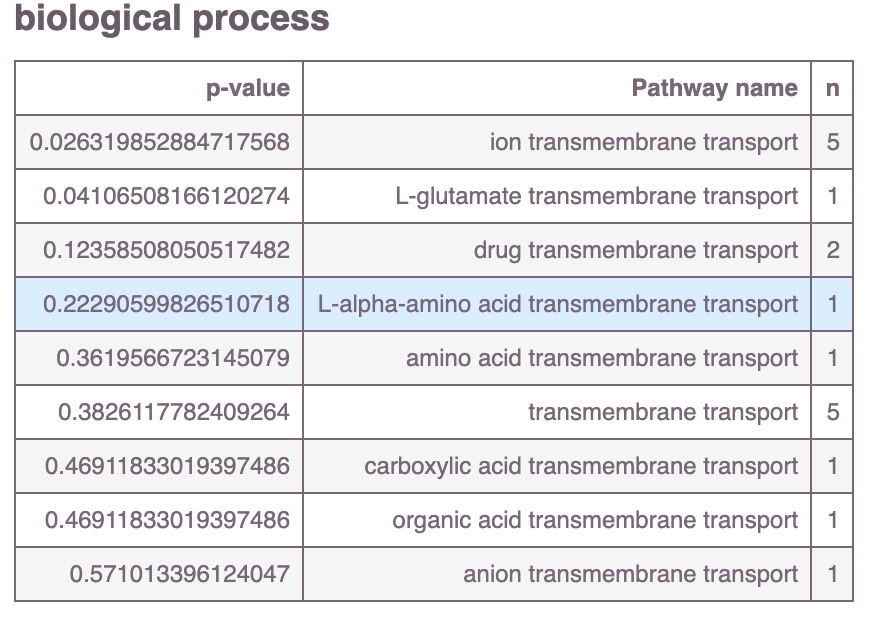 biological process
p-value Pathway name n
0.026319852884717568 ion transmembrane transport 5
0.04106508166120274 L-glutamate transmembrane transport 1
0.12358508050517482 drug transmembrane transport 2
0.22290599826510718 L-alpha-amino acid transmembrane transport 1
0.3619566723145079 amino acid transmembrane transport 1
0.3826117782409264 transmembrane transport 5
0.46911833019397486 carboxylic acid transmembrane transport 1
0.46911833019397486 organic acid transmembrane transport 1
0.571013396124047 anion transmembrane transport 1